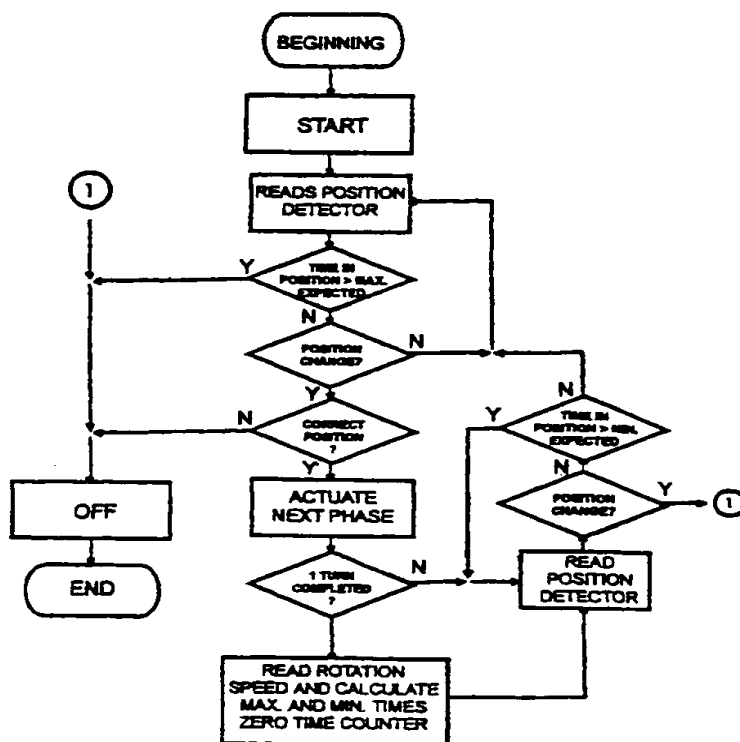 BEGINNING
START
1
READS POSITION
DETECTOR
Y
TIME IN
POSITION > MAX.
EXPECTED
N
POSITION
CHANGE?
N
Y
N
CORRECT
POSITION
?
Y
N
Y
TIME IN
POSITION > MIN.
EXPECTED
N
POSITION
CHANGE?
Y
1
OFF
ACTUATE
NEXT PHASE
END
1 TURN
COMPLETED
?
N
READ
POSITION
DETECTOR
READ ROTATION
SPEED AND CALCULATE
MAX. AND MIN. TIMES
ZERO TIME COUNTER